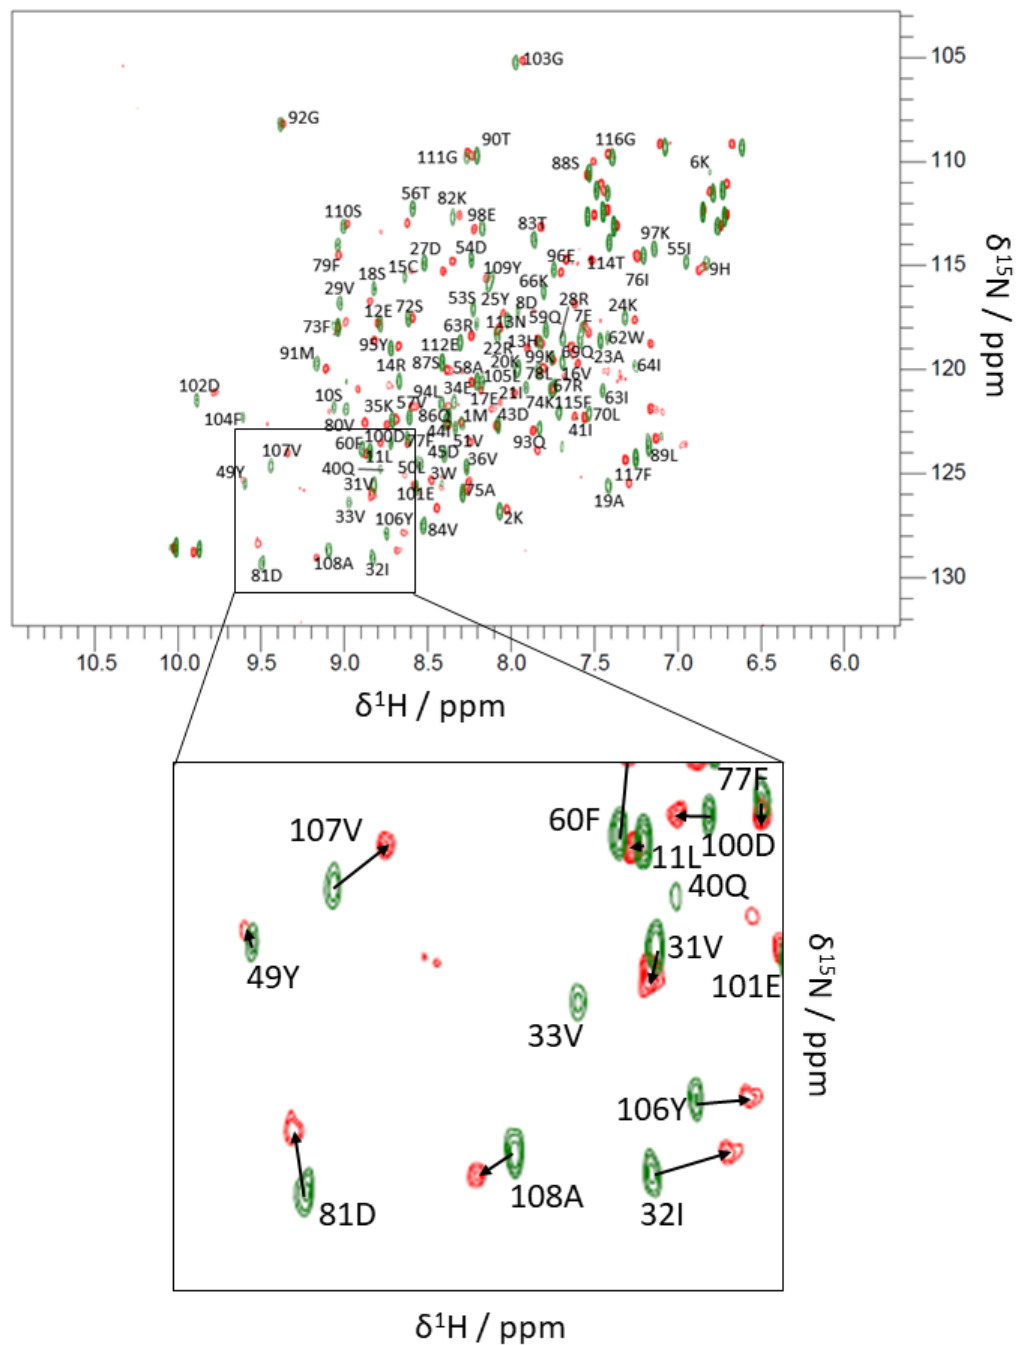 103G
105
92G
90T
116G
111G
110
88S
6K
56T
82K
110S
98E
83T
97K
55I
79F
27D
54D
96E
114T
9H
18S
15C
109Y
76I
29V
66K
53S
25Y
8D
28R
24K
12E
72S
59Q
7E
73F
63R
113N
62W
95Y
112E
22R
13H
69Q
23A
91M
87S
99K
64I
120
14R
58A
20K
78L
16V
105L
67R
102D
94L
34E
21I
63I
10S
57V
17E
74K
115F
35K
104F
80V
86Q
1M
43D
70L
44I
41I
60F
100D
77F
51V
93Q
107V
11L
45D
89L
40Q
50L
36V
49Y
3W
117F
125
31V
101E
75A
19A
33V
106Y
2K
84V
108A
81D
32I
130
115
δ¹⁵N / ppm
10.5 10.0 9.5 9.0 8.5 8.0 7.5 7.0 6.5 6.0
δ¹H / ppm
77F
60F
107V
100D
11L
40Q
31V
49Y
101E
33V
106Y
108A
81D
32I
δ¹⁵N / ppm
δ¹H / ppm